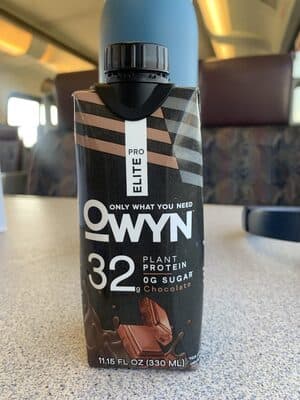 PRO
ELITE
ONLY WHAT YOU NEED
OWYN
32g
PLANT
PROTEIN
0G SUGAR
Chocolate
11.15 FL OZ (330 ML)